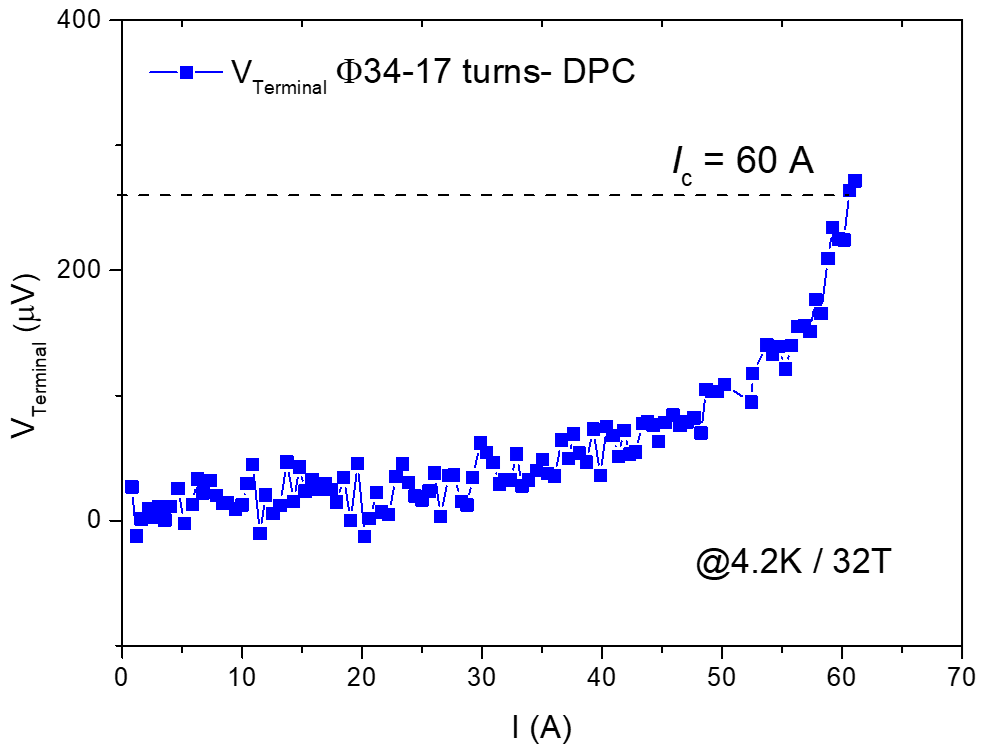 400
V_Terminal Φ34-17 turns- DPC
I_c = 60 A
200
V_Terminal (μV)
0
@4.2K / 32T
0 10 20 30 40 50 60 70
I (A)